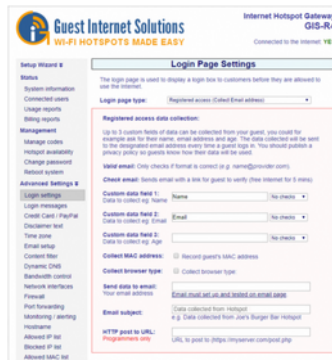 Guest Internet Solutions
WI-FI HOTSPOTS MADE EASY
Internet Hotspot Gateway
GIS-R
Connected to the internet: YE
Setup Wizard
Status
System information
Connected users
Usage reports
Billing reports
Management
Manage codes
Hotspot availability
Change password
Reboot system
Advanced Settings
Login settings
Login messages
Credit Card / PayPal
Disclaimer text
Time zone
Email setup
Content filter
Dynamic DNS
Bandwidth control
Network interfaces
Firewall
Port forwarding
Monitoring / alerting
Hostname
Allowed IP list
Blocked IP list
Allowed MAC list
Login Page Settings
The login page is used to display a login box to customers before they are allowed to
use the internet.
Login page type: Registered access (Collect Email address)
Registered access data collection:
Up to 3 custom fields of data can be collected from your guest, you could for
example ask for their name, email address and age. The data collected will be sent
to the designated email address every time a guest logs in. You should publish a
privacy policy so guests know how their data will be used.
Valid email: Only checks if format is correct (e.g. name@provider.com).
Check email: Sends email with a link for guest to verify (free internet for 5 mins)
Custom data field 1: Name No checks
Data to collect eg: Name
Custom data field 2: Email No checks
Data to collect eg: Email
Custom data field 3: No checks
Data to collect eg: Age
Collect MAC address: Record guest's MAC address
Collect browser type: Collect browser type
Send data to email:
Your email address Email must set up and tested on email page
Email subject: Data collected from Hotspot
e.g. Data collected from Joe's Burger Bar Hotspot
HTTP post to URL:
Programmers only URL to post (https://myserver.com/post.php